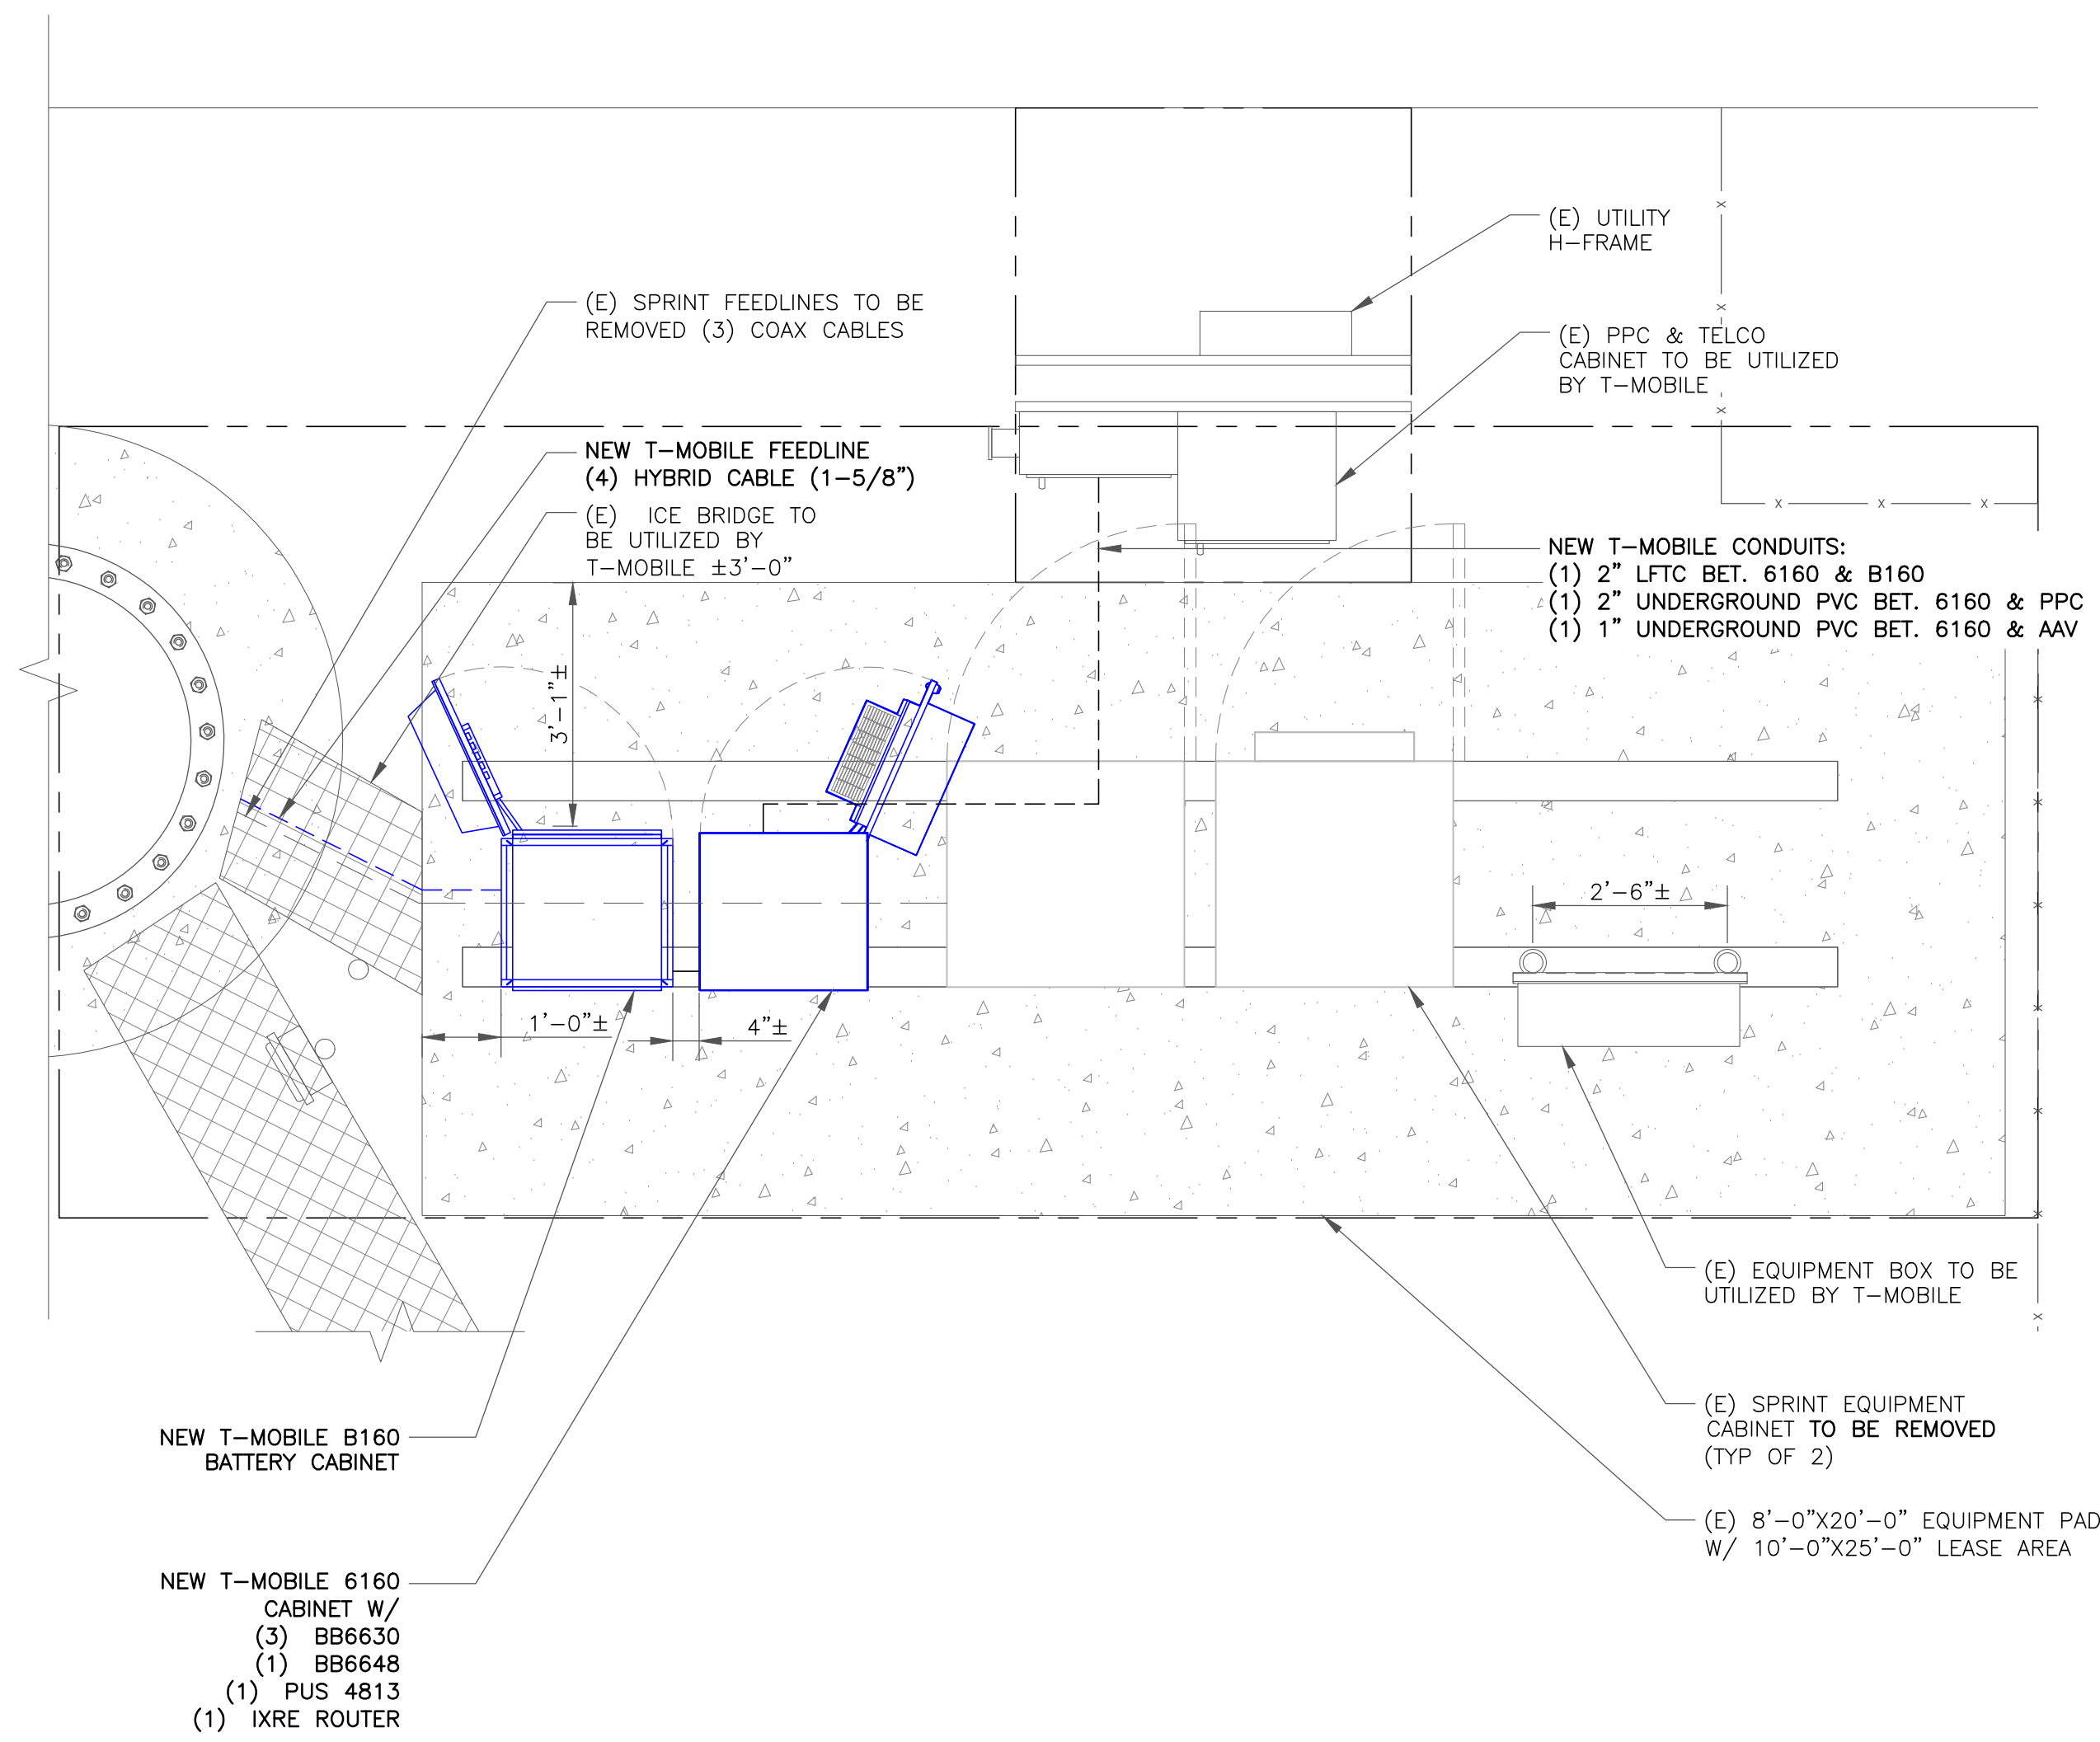 (E) UTILITY
H-FRAME
(E) SPRINT FEEDLINES TO BE
REMOVED (3) COAX CABLES
(E) PPC & TELCO
CABINET TO BE UTILIZED
BY T-MOBILE
NEW T-MOBILE FEEDLINE
(4) HYBRID CABLE (1-5/8")
(E) ICE BRIDGE TO
BE UTILIZED BY
T-MOBILE ±3'-0"
NEW T-MOBILE CONDUITS:
(1) 2" LFTC BET. 6160 & B160
(1) 2" UNDERGROUND PVC BET. 6160 & PPC
(1) 1" UNDERGROUND PVC BET. 6160 & AAV
3'-1"±
2'-6"±
1'-0"±
4"±
(E) EQUIPMENT BOX TO BE
UTILIZED BY T-MOBILE
(E) SPRINT EQUIPMENT
CABINET TO BE REMOVED
(TYP OF 2)
NEW T-MOBILE B160
BATTERY CABINET
(E) 8'-0"X20'-0" EQUIPMENT PAD
W/ 10'-0"X25'-0" LEASE AREA
NEW T-MOBILE 6160
CABINET W/
(3) BB6630
(1) BB6648
(1) PUS 4813
(1) IXRE ROUTER